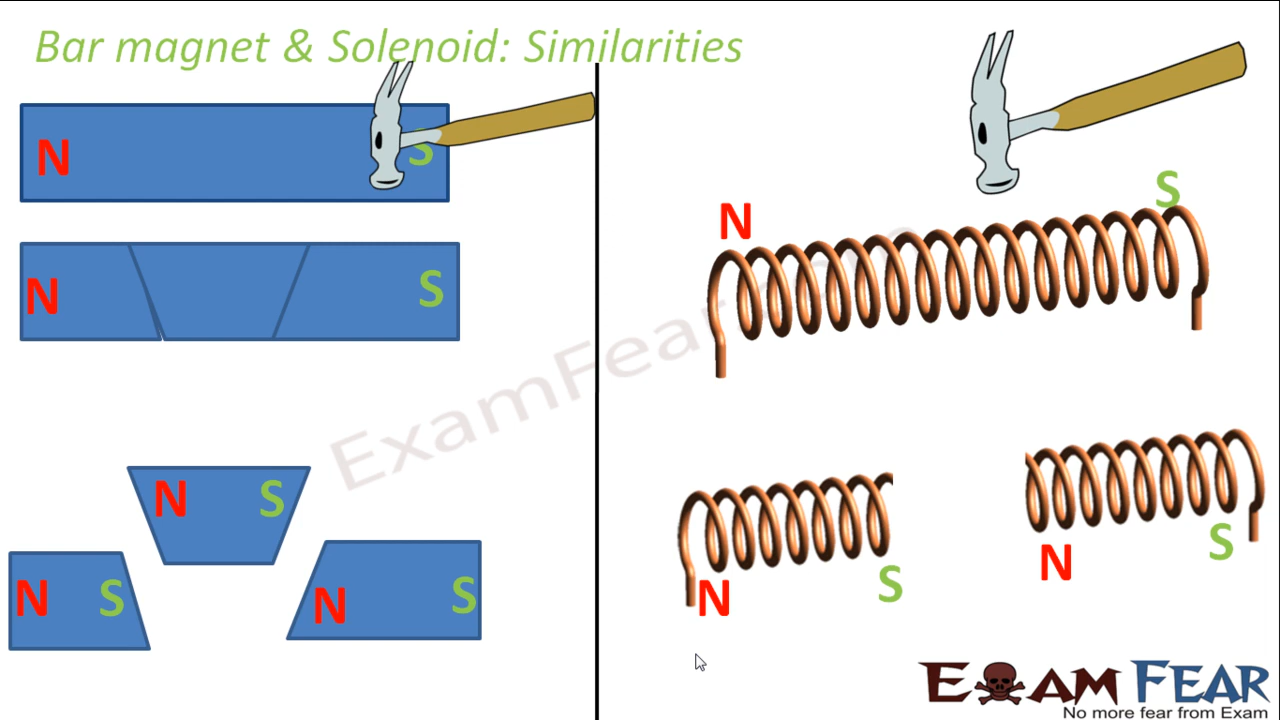 Bar magnet & Solenoid: Similarities
N S
N S
N S
N S
N S
N S
N S
N S
ExamFear
EXAM FEAR
No more fear from Exam